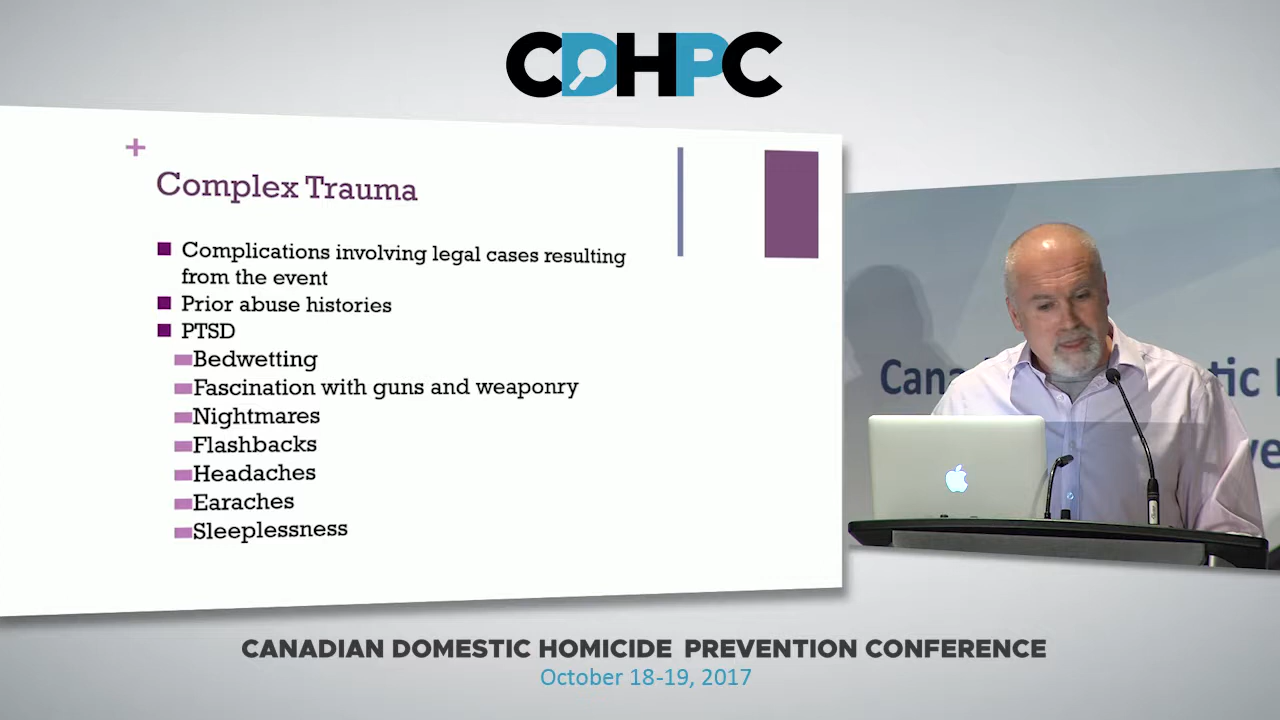 CDHPC
+
Complex Trauma
Complications involving legal cases resulting
from the event
Prior abuse histories
PTSD
Bedwetting
Fascination with guns and weaponry
Nightmares
Flashbacks
Headaches
Earaches
Sleeplessness
CANADIAN DOMESTIC HOMICIDE PREVENTION CONFERENCE
October 18-19, 2017